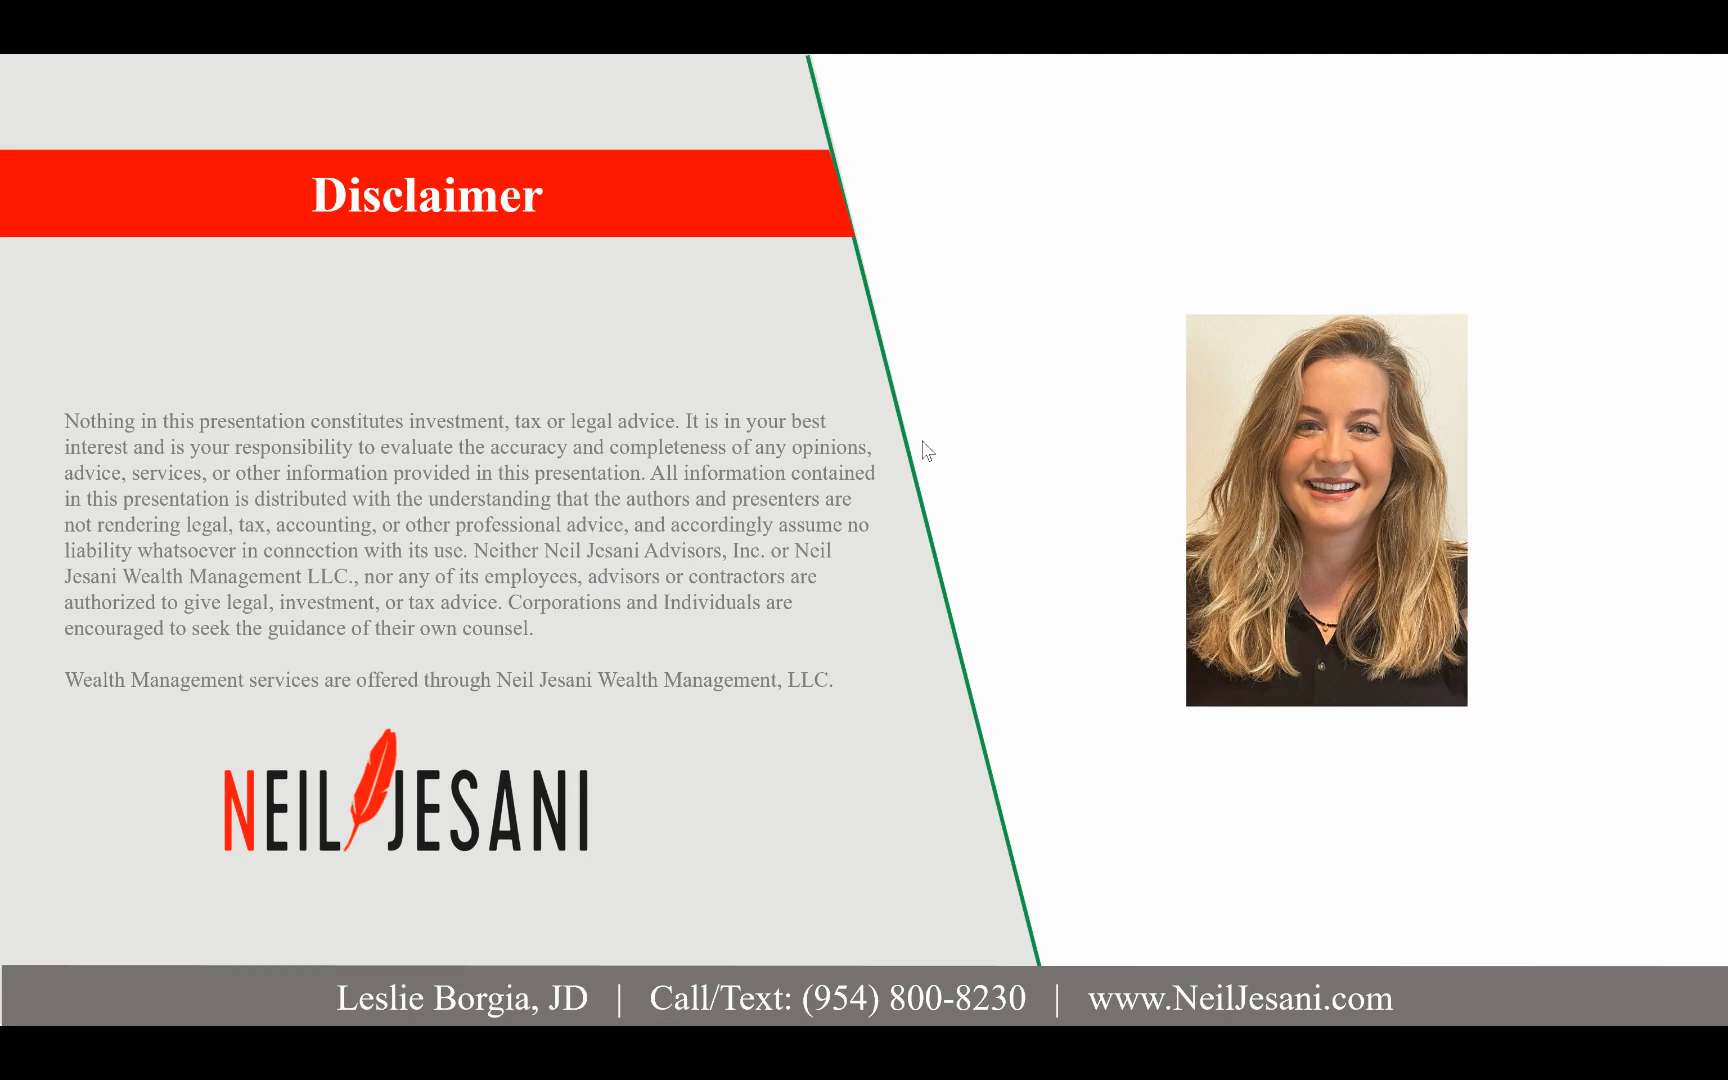 Disclaimer
Nothing in this presentation constitutes investment, tax or legal advice. It is in your best
interest and is your responsibility to evaluate the accuracy and completeness of any opinions,
advice, services, or other information provided in this presentation. All information contained
in this presentation is distributed with the understanding that the authors and presenters are
not rendering legal, tax, accounting, or other professional advice, and accordingly assume no
liability whatsoever in connection with its use. Neither Neil Jesani Advisors, Inc. or Neil
Jesani Wealth Management LLC., nor any of its employees, advisors or contractors are
authorized to give legal, investment, or tax advice. Corporations and Individuals are
encouraged to seek the guidance of their own counsel.
Wealth Management services are offered through Neil Jesani Wealth Management, LLC.
NEIL JESANI
Leslie Borgia, JD | Call/Text: (954) 800-8230 | www.NeilJesani.com